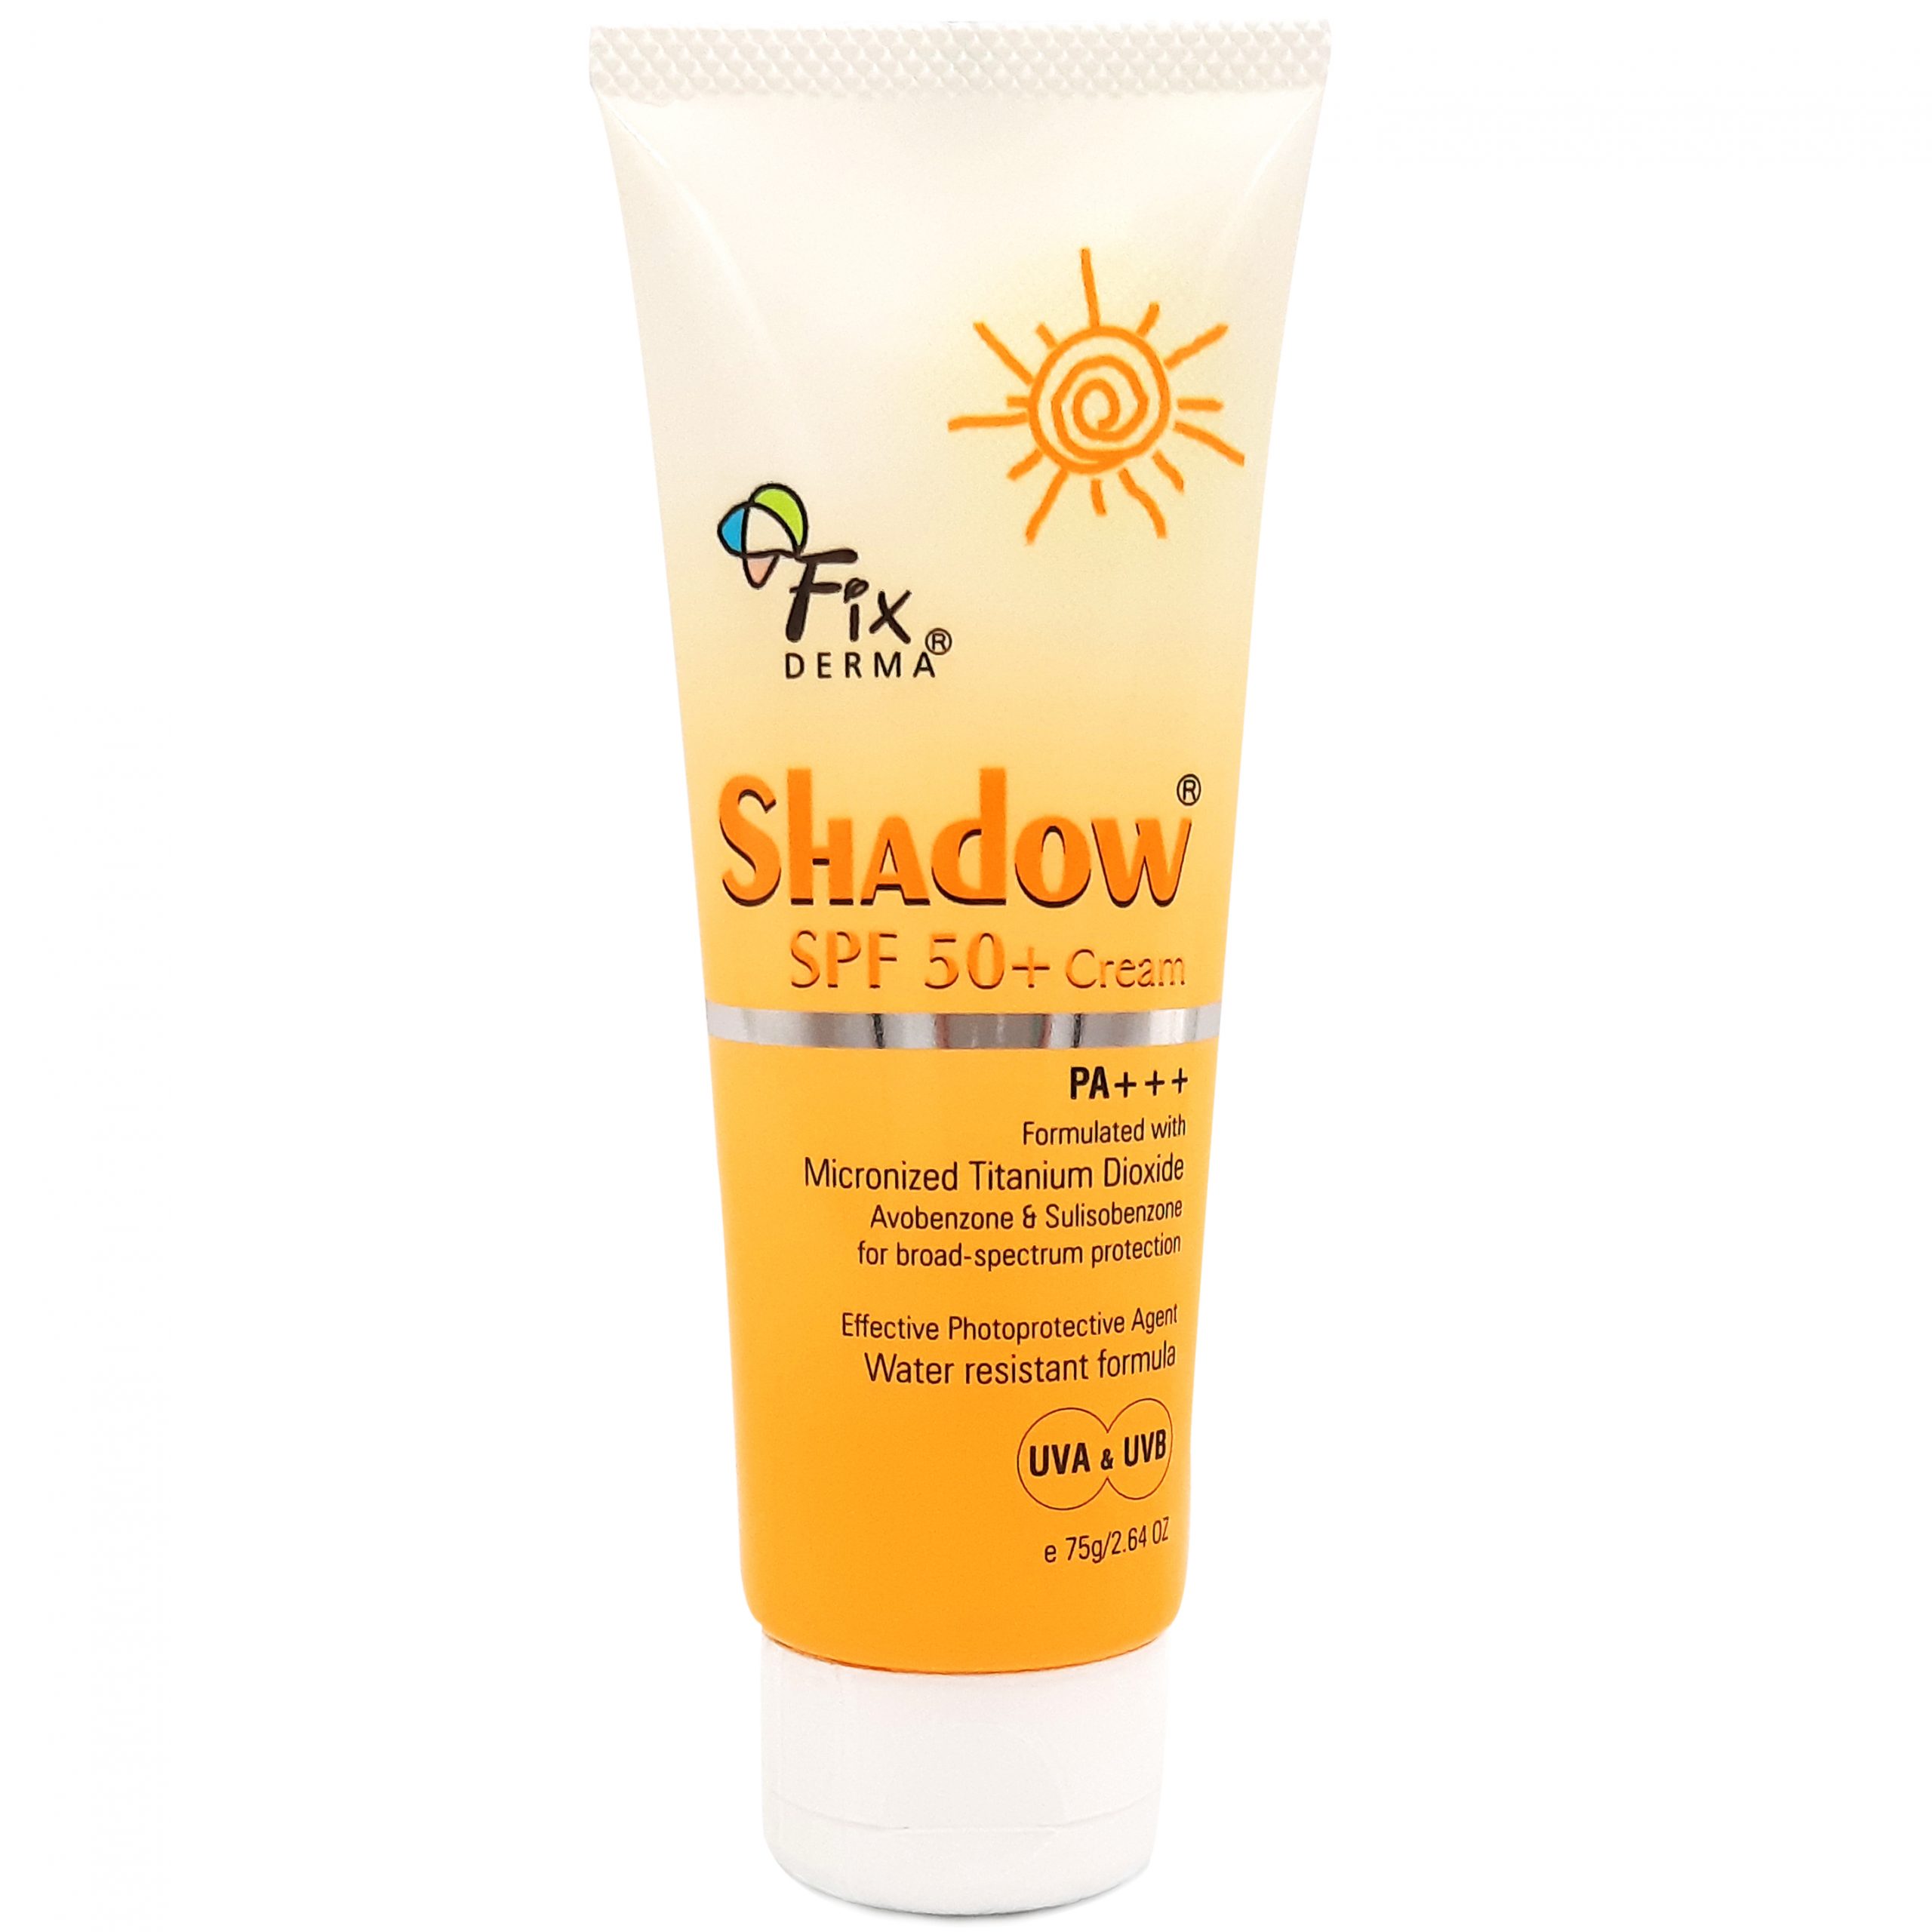 Fix
DERMA®
Shadow®
SPF 50+ Cream
PA+++
Formulated with
Micronized Titanium Dioxide
Avobenzone & Sulisobenzone
for broad-spectrum protection
Effective Photoprotective Agent
Water resistant formula
UVA & UVB
e 75g/2.64 OZ